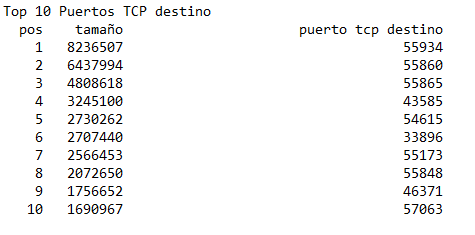 Top 10 Puertos TCP destino
pos tamaño puerto tcp destino
1 8236507 55934
2 6437994 55860
3 4808618 55865
4 3245100 43585
5 2730262 54615
6 2707440 33896
7 2566453 55173
8 2072650 55848
9 1756652 46371
10 1690967 57063